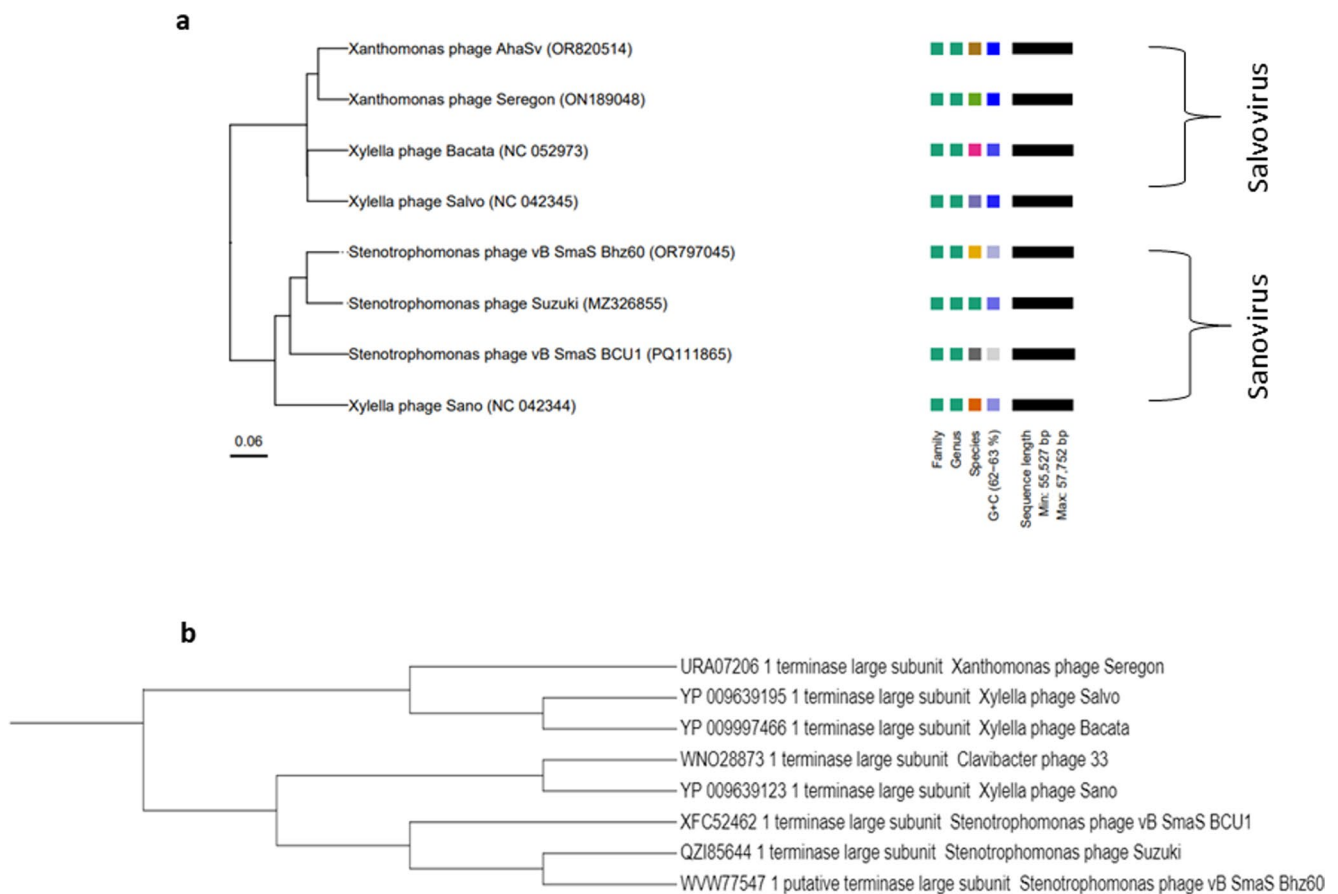 a
Xanthomonas phage AhaSv (OR820514)
Xanthomonas phage Seregon (ON189048)
Xylella phage Bacata (NC 052973)
Xylella phage Salvo (NC 042345)
Stenotrophomonas phage vB SmaS Bhz60 (OR797045)
Stenotrophomonas phage Suzuki (MZ326855)
Stenotrophomonas phage vB SmaS BCU1 (PQ111865)
Xylella phage Sano (NC 042344)
Salvovirus
Sanovirus
0.06
Family
Genus
Species
G+C (62−63 %)
Sequence length
Min: 55,527 bp
Max: 57,752 bp
b
URA07206 1 terminase large subunit Xanthomonas phage Seregon
YP 009639195 1 terminase large subunit Xylella phage Salvo
YP 009997466 1 terminase large subunit Xylella phage Bacata
WNO28873 1 terminase large subunit Clavibacter phage 33
YP 009639123 1 terminase large subunit Xylella phage Sano
XFC52462 1 terminase large subunit Stenotrophomonas phage vB SmaS BCU1
QZI85644 1 terminase large subunit Stenotrophomonas phage Suzuki
WVW77547 1 putative terminase large subunit Stenotrophomonas phage vB SmaS Bhz60